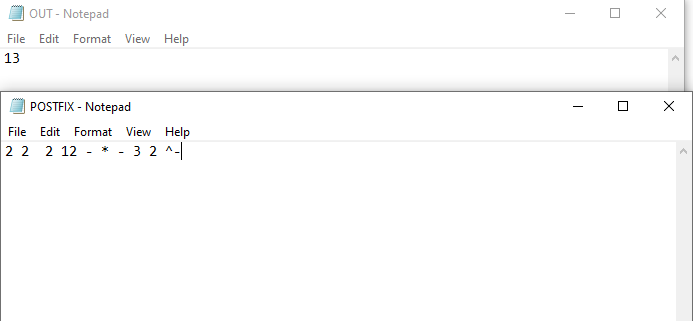 OUT - Notepad
File Edit Format View Help
13
POSTFIX - Notepad
File Edit Format View Help
2 2  2 12 - * - 3 2 ^-